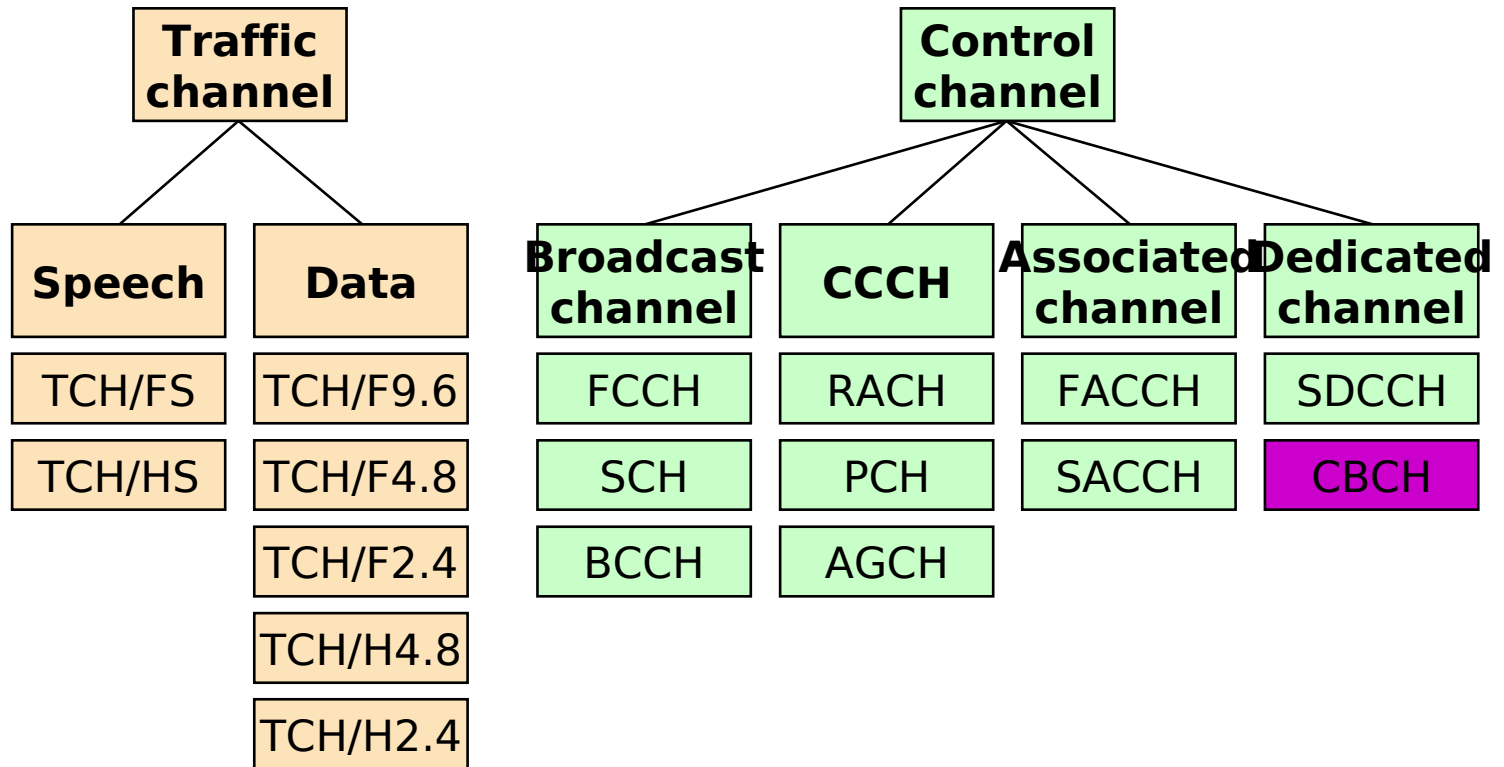 Traffic
channel
Control
channel
Speech
Data
Broadcast
channel
CCCH
Associated
channel
Dedicated
channel
TCH/FS
TCH/F9.6
FCCH
RACH
FACCH
SDCCH
TCH/HS
TCH/F4.8
SCH
PCH
SACCH
CBCH
TCH/F2.4
BCCH
AGCH
TCH/H4.8
TCH/H2.4